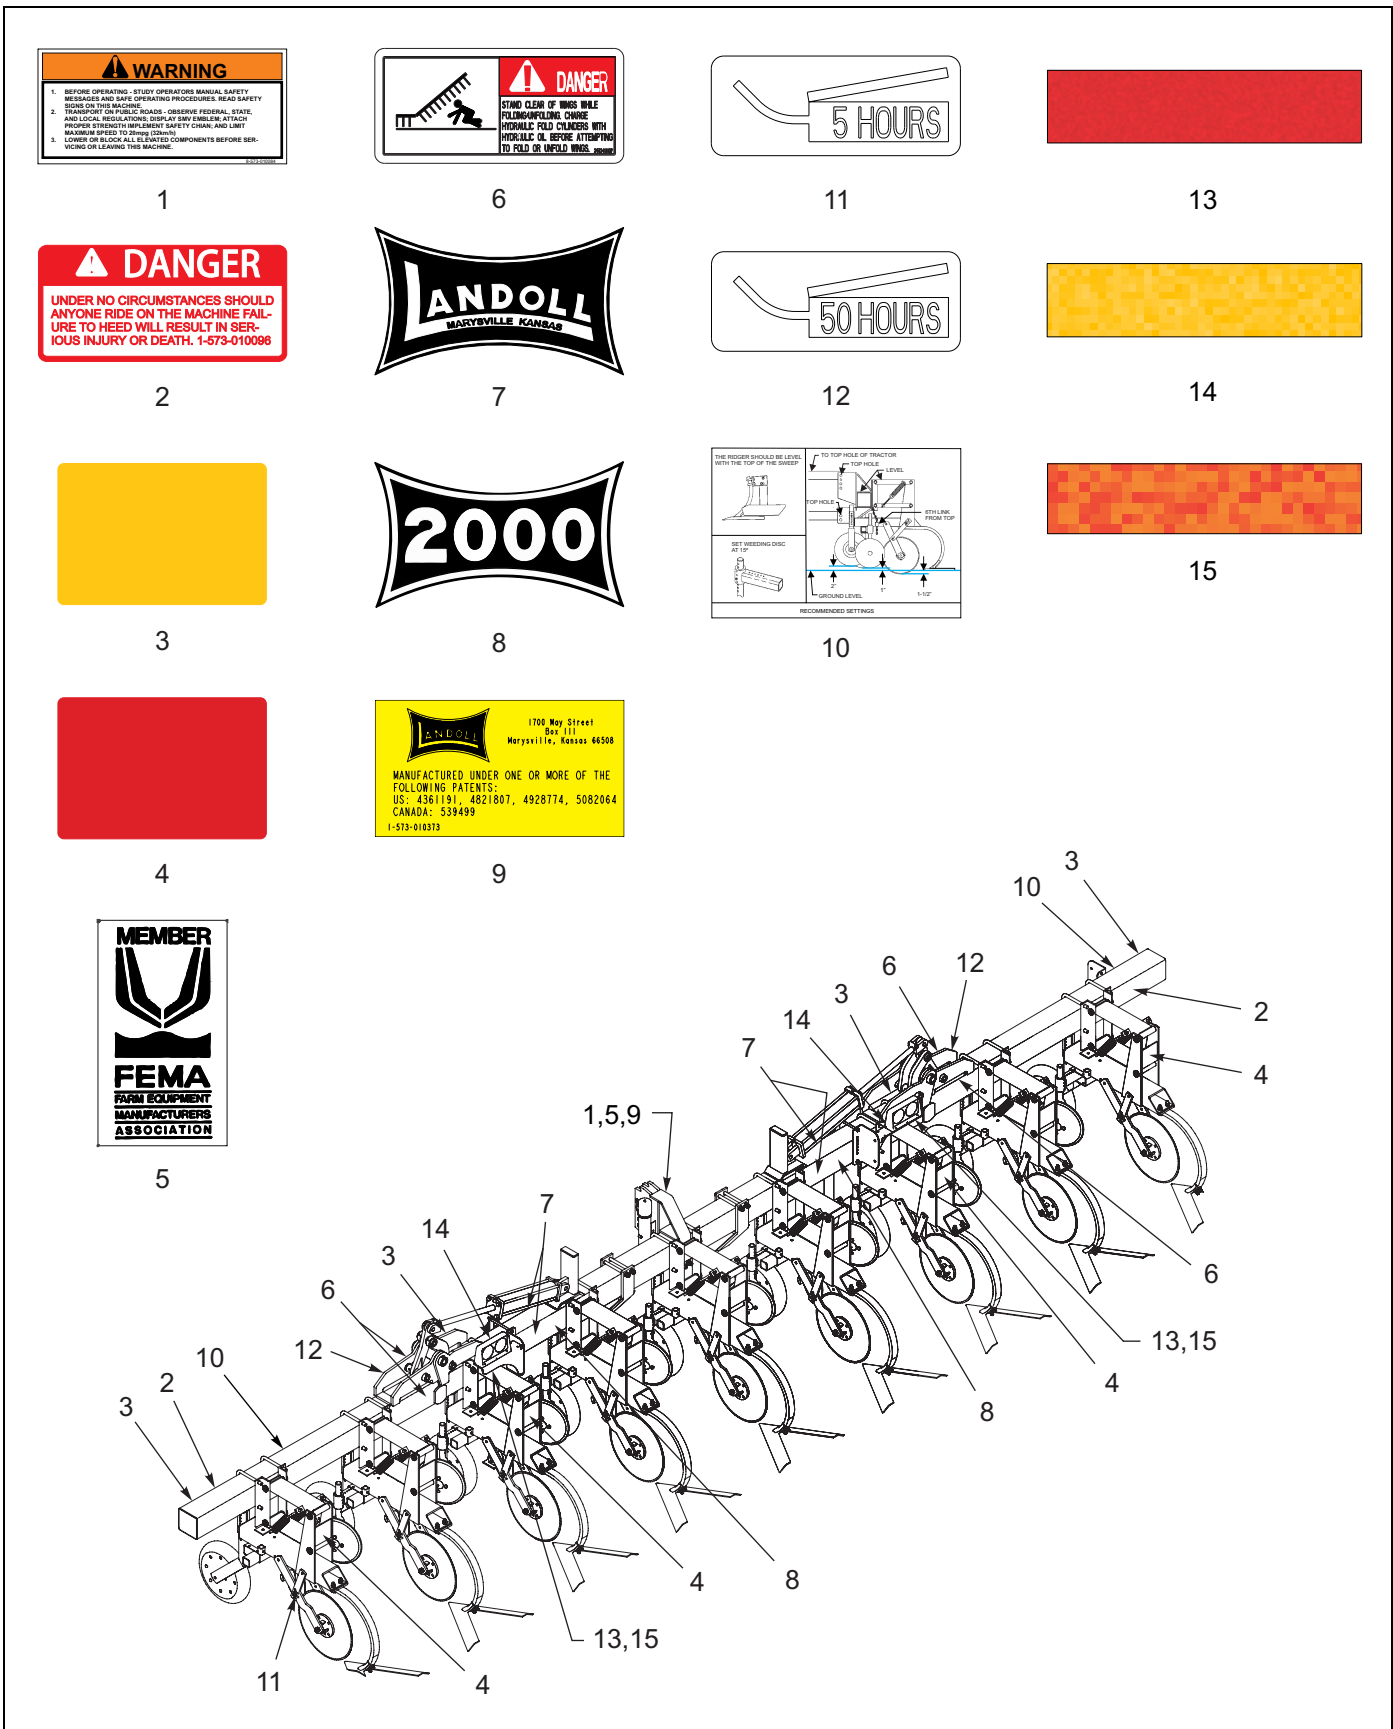 WARNING
1. BEFORE OPERATING - STUDY OPERATORS MANUAL SAFETY
MESSAGES AND SAFE OPERATING PROCEDURES. READ SAFETY
SIGNS ON THIS MACHINE.
2. TRANSPORT ON PUBLIC ROADS - OBSERVE FEDERAL, STATE,
AND LOCAL REGULATIONS; DISPLAY SMV EMBLEM; ATTACH
PROPER STRENGTH IMPLEMENT SAFETY CHAN; AND LIMIT
MAXIMUM SPEED TO 20mpg (32km/h)
3. LOWER OR BLOCK ALL ELEVATED COMPONENTS BEFORE SER-
VICING OR LEAVING THIS MACHINE.
1
DANGER
STAND CLEAR OF WINGS WHILE
FOLDING/UNFOLDING. CHARGE
HYDRAULIC FOLD CYLINDERS WITH
HYDRAULIC OIL BEFORE ATTEMPTING
TO FOLD OR UNFOLD WINGS.
6
5 HOURS
11
13
DANGER
UNDER NO CIRCUMSTANCES SHOULD
ANYONE RIDE ON THE MACHINE FAIL-
URE TO HEED WILL RESULT IN SER-
IOUS INJURY OR DEATH. 1-573-010096
2
LANDOLL
MARYSVILLE KANSAS
7
50 HOURS
12
14
3
2000
8
THE RIDGER SHOULD BE LEVEL
WITH THE TOP OF THE SWEEP
SET WEEDING DISC
AT 15°
TO TOP HOLE OF TRACTOR
TOP HOLE
LEVEL
TOP HOLE
6TH LINK
FROM TOP
2"
1"
1-1/2"
GROUND LEVEL
RECOMMENDED SETTINGS
10
15
4
LANDOLL
1700 May Street
Box 111
Marysville, Kansas 66508
MANUFACTURED UNDER ONE OR MORE OF THE
FOLLOWING PATENTS:
US: 4361191, 4821807, 4928774, 5082064
CANADA: 539499
1-573-010373
9
MEMBER
FEMA
FARM EQUIPMENT
MANUFACTURERS
ASSOCIATION
5
3
10
6
12
3
2
14
7
4
1,5,9
7
14
3
6
6
12
13,15
10
4
2
8
3
4
8
13,15
11
4